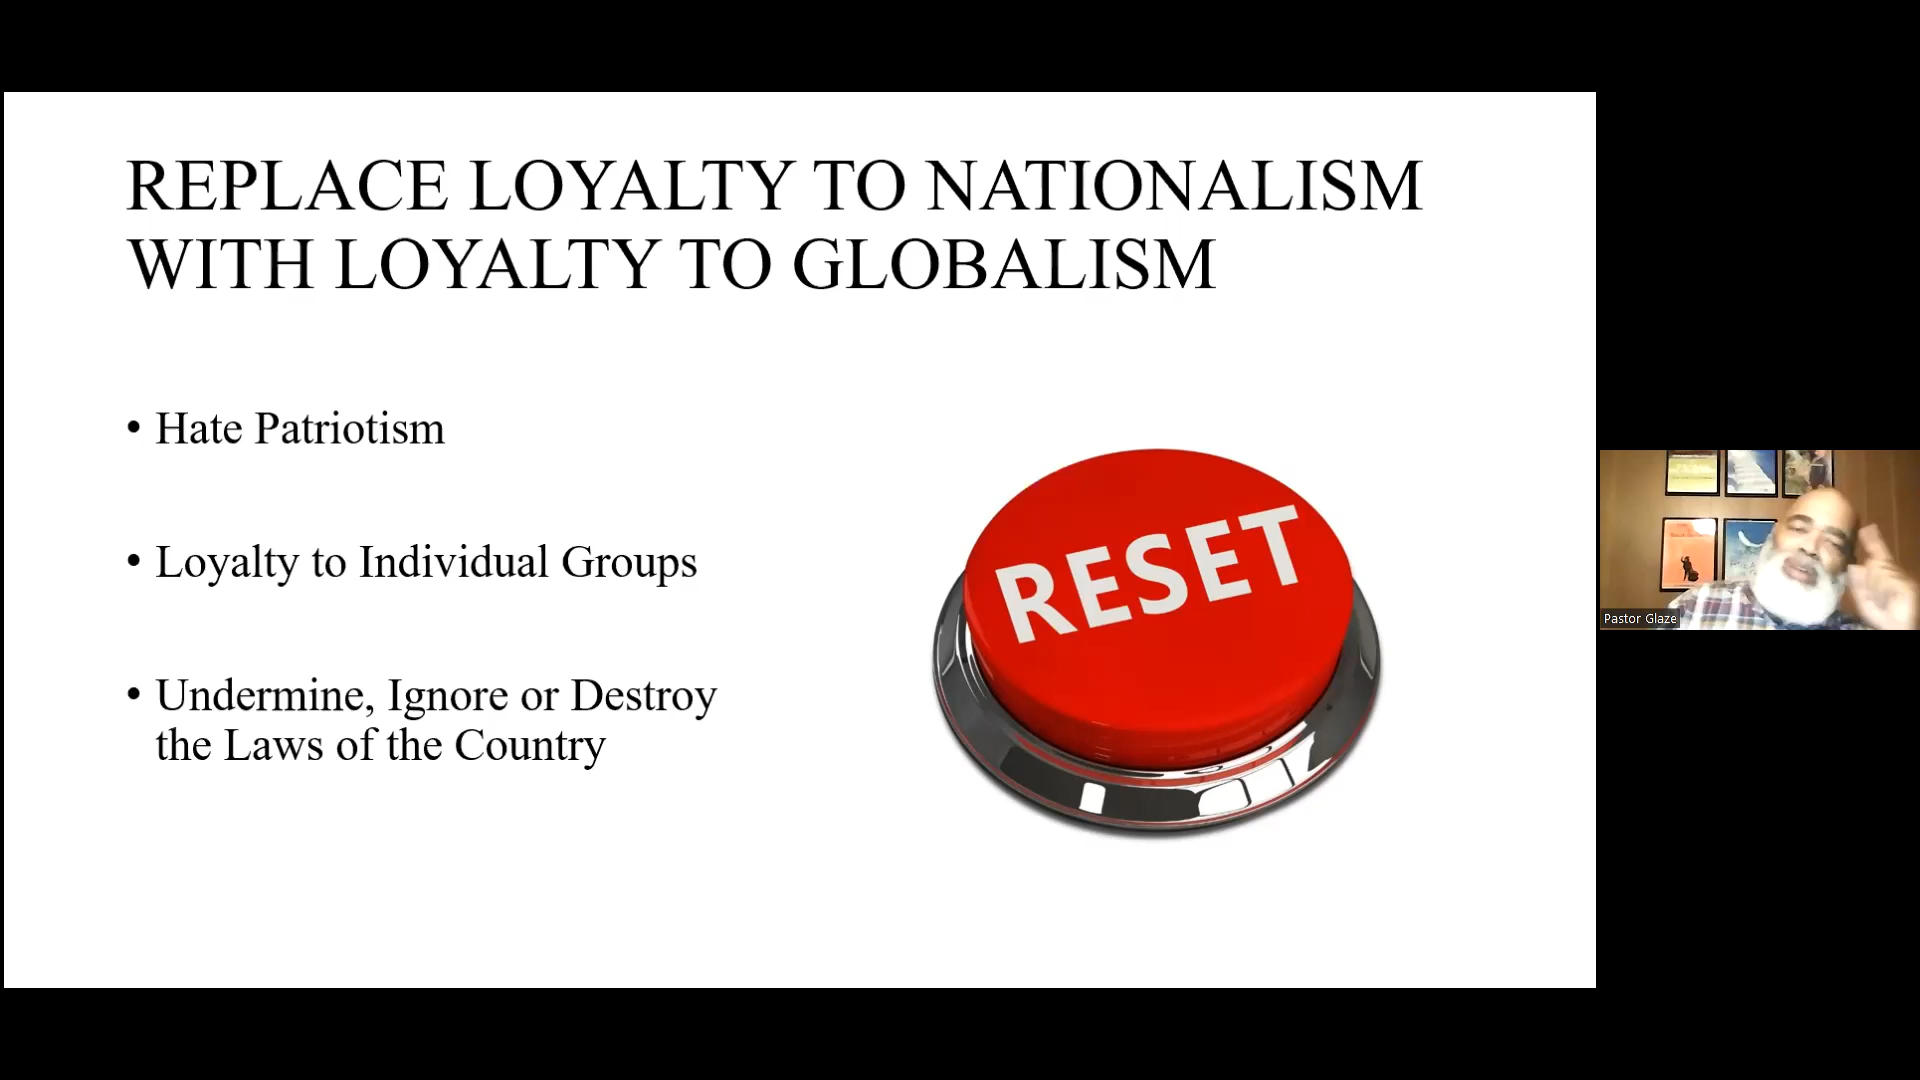 REPLACE LOYALTY TO NATIONALISM
WITH LOYALTY TO GLOBALISM
• Hate Patriotism
• Loyalty to Individual Groups
• Undermine, Ignore or Destroy
the Laws of the Country
RESET
Pastor Glaze